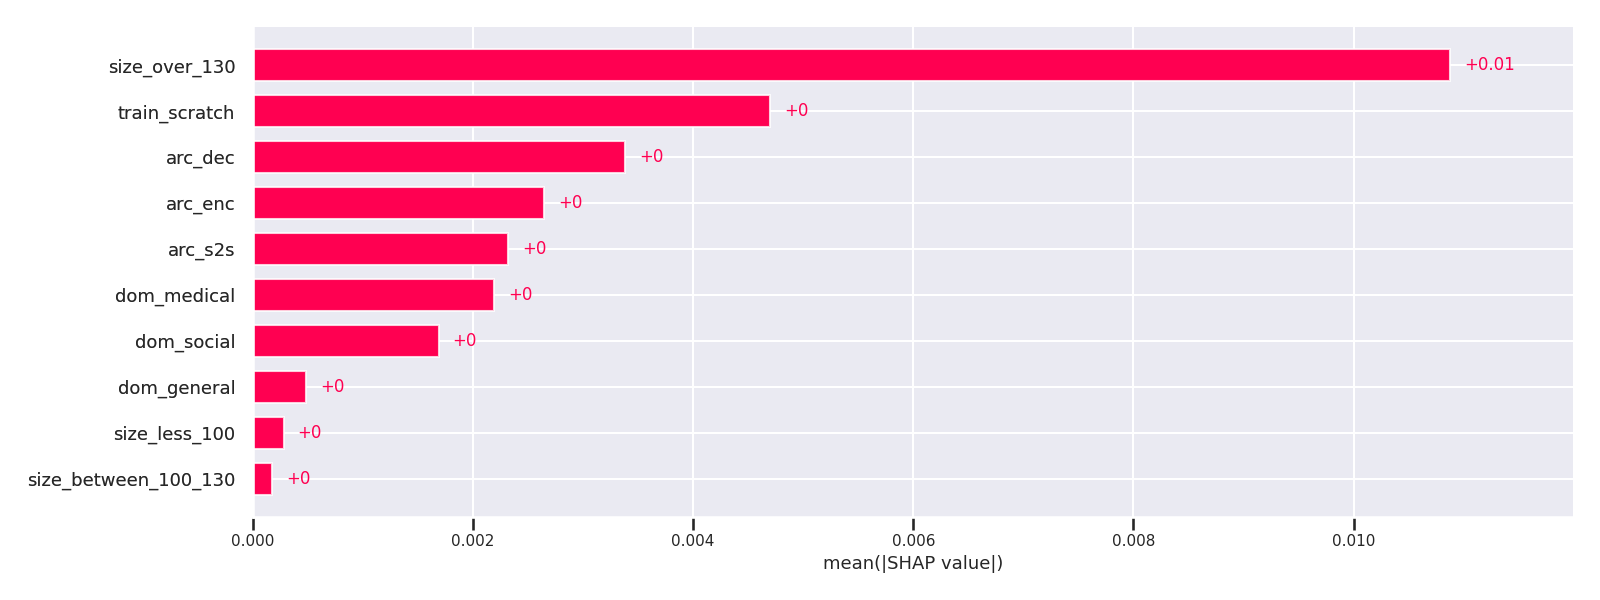 size_over_130 +0.01
train_scratch +0
arc_dec +0
arc_enc +0
arc_s2s +0
dom_medical +0
dom_social +0
dom_general +0
size_less_100 +0
size_between_100_130 +0
0.000 0.002 0.004 0.006 0.008 0.010
mean(|SHAP value|)